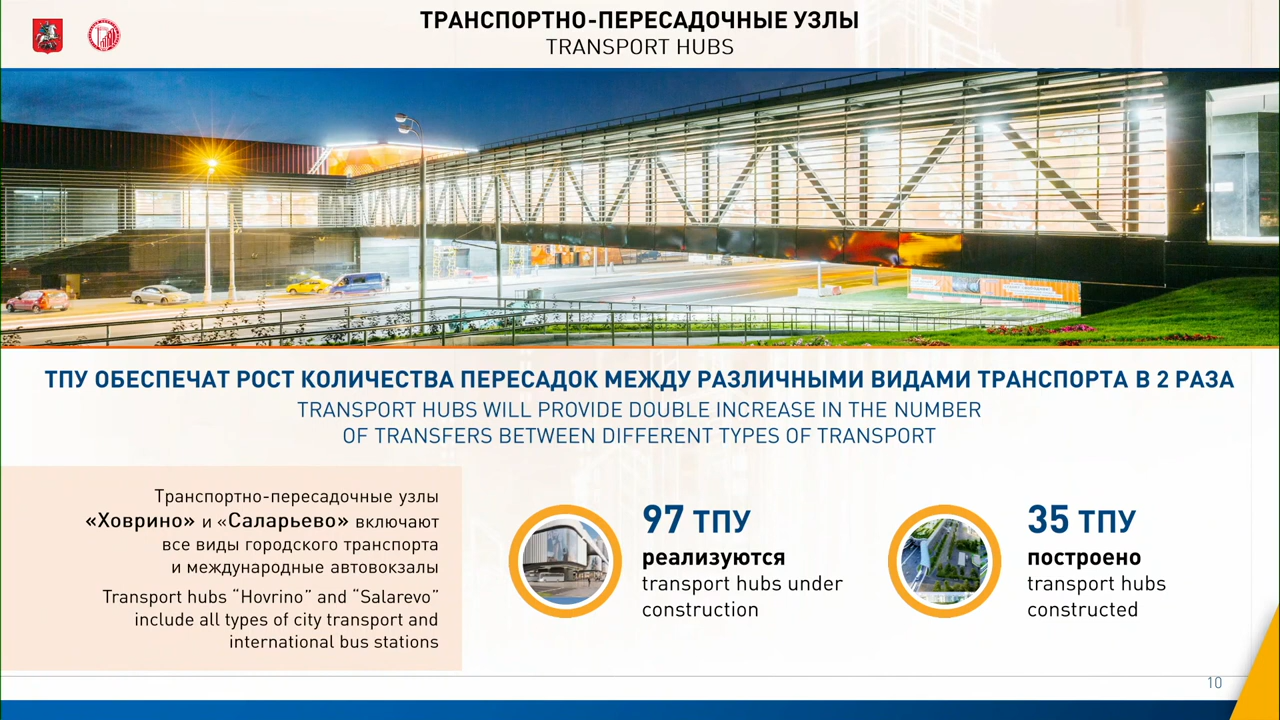 ТРАНСПОРТНО-ПЕРЕСАДОЧНЫЕ УЗЛЫ
TRANSPORT HUBS
ТПУ ОБЕСПЕЧАТ РОСТ КОЛИЧЕСТВА ПЕРЕСАДОК МЕЖДУ РАЗЛИЧНЫМИ ВИДАМИ ТРАНСПОРТА В 2 РАЗА
TRANSPORT HUBS WILL PROVIDE DOUBLE INCREASE IN THE NUMBER
OF TRANSFERS BETWEEN DIFFERENT TYPES OF TRANSPORT
Транспортно-пересадочные узлы
«Ховрино» и «Саларьево» включают
все виды городского транспорта
и международные автовокзалы
Transport hubs “Hovrino” and “Salarevo”
include all types of city transport and
international bus stations
97 ТПУ
реализуются
transport hubs under
construction
35 ТПУ
построено
transport hubs
constructed
10